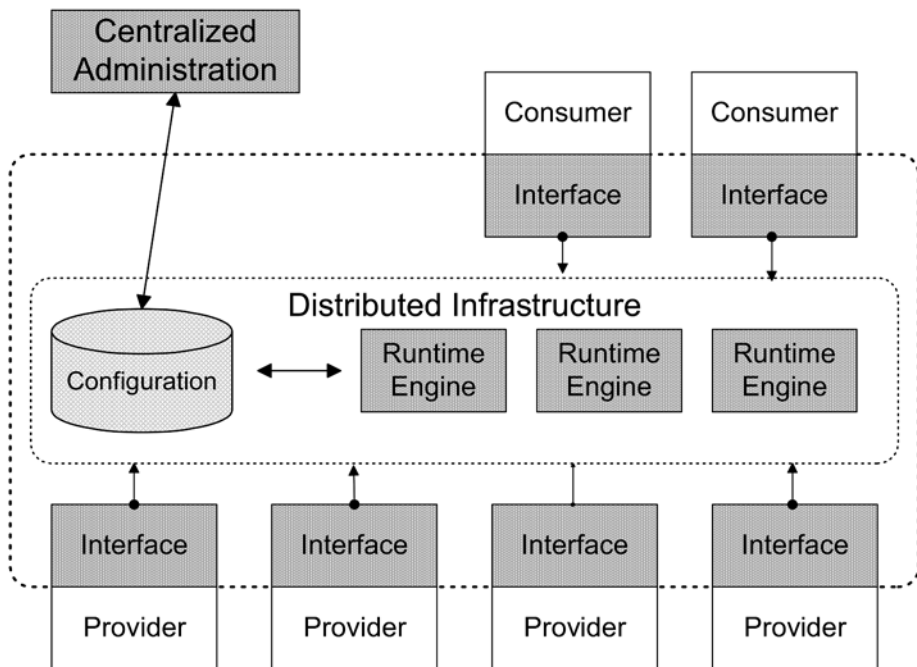 Centralized
Administration
Consumer
Consumer
Interface
Interface
Distributed Infrastructure
Configuration
Runtime
Engine
Runtime
Engine
Runtime
Engine
Interface
Interface
Interface
Interface
Provider
Provider
Provider
Provider